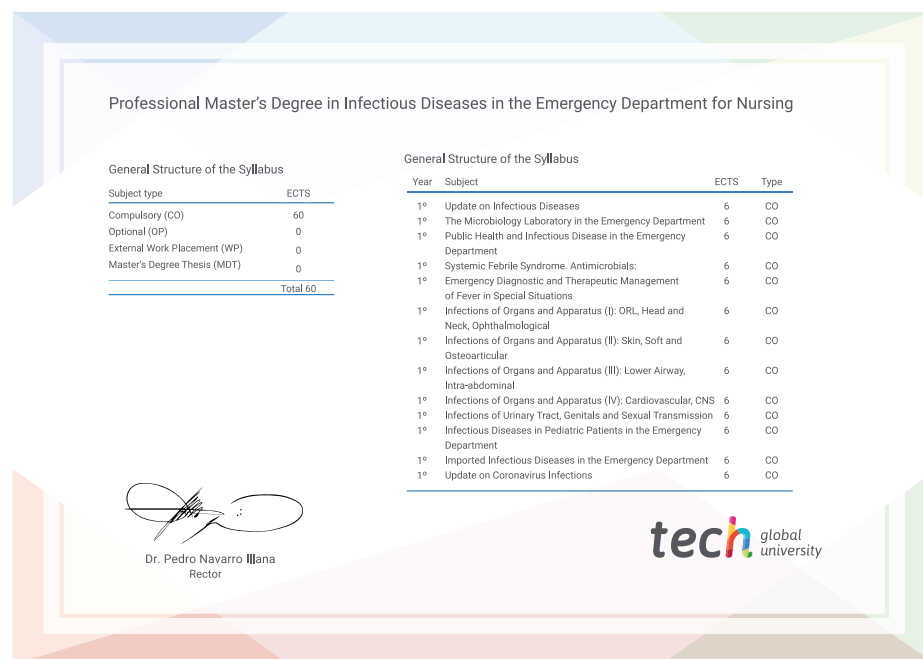 Professional Master's Degree in Infectious Diseases in the Emergency Department for Nursing
General Structure of the Syllabus
Subject type ECTS
Compulsory (CO) 60
Optional (OP) 0
External Work Placement (WP) 0
Master's Degree Thesis (MDT) 0
Total 60
General Structure of the Syllabus
Year Subject ECTS Type
1º Update on Infectious Diseases 6 CO
1º The Microbiology Laboratory in the Emergency Department 6 CO
1º Public Health and Infectious Disease in the Emergency 6 CO
Department
1º Systemic Febrile Syndrome. Antimicrobials: 6 CO
1º Emergency Diagnostic and Therapeutic Management 6 CO
of Fever in Special Situations
1º Infections of Organs and Apparatus (I): ORL, Head and 6 CO
Neck, Ophthalmological
1º Infections of Organs and Apparatus (II): Skin, Soft and 6 CO
Osteoarticular
1º Infections of Organs and Apparatus (III): Lower Airway, 6 CO
Intra-abdominal
1º Infections of Organs and Apparatus (IV): Cardiovascular, CNS 6 CO
1º Infections of Urinary Tract, Genitals and Sexual Transmission 6 CO
1º Infectious Diseases in Pediatric Patients in the Emergency 6 CO
Department
1º Imported Infectious Diseases in the Emergency Department 6 CO
1º Update on Coronavirus Infections 6 CO
Dr. Pedro Navarro Illana
Rector
tech global
university